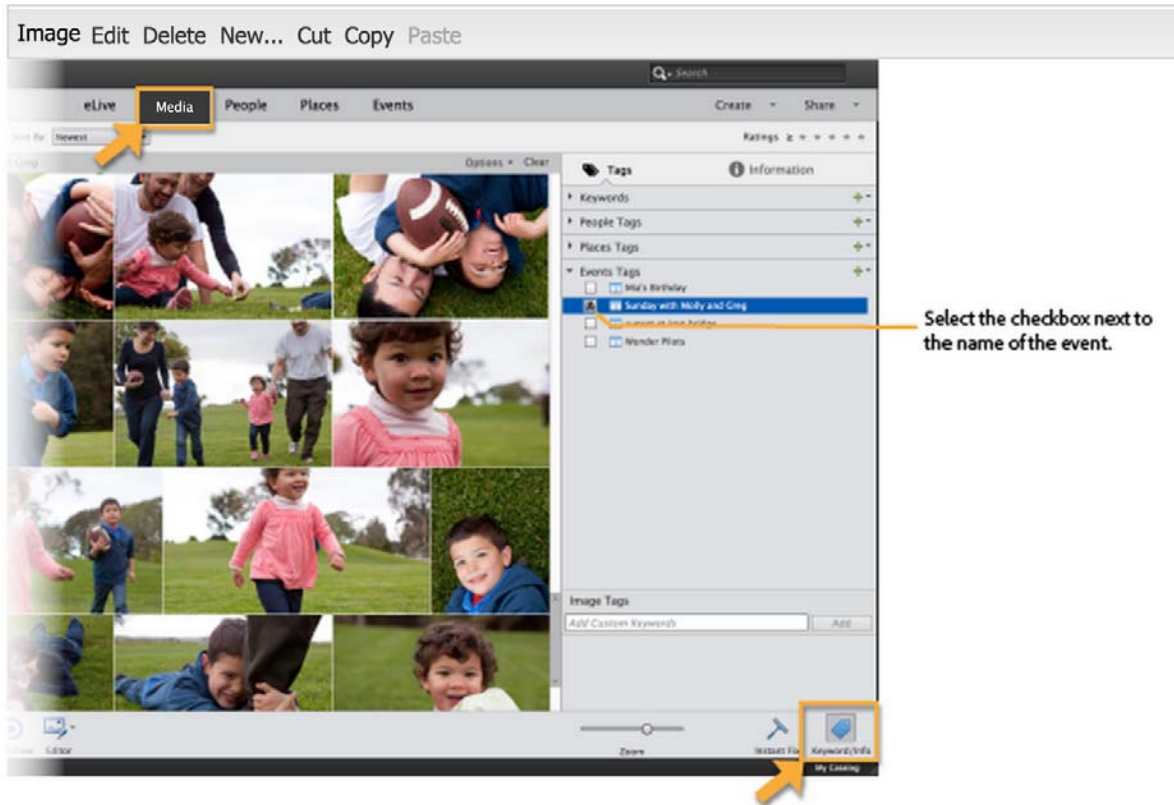 Image Edit Delete New... Cut Copy Paste
Search
eLive Media People Places Events Create Share
Sort By: Newest Ratings ≥
Greg Options Clear
Tags Information
Keywords
People Tags
Places Tags
Events Tags
Mia's Birthday
Sunday with Molly and Greg
Wonder Pilots
Select the checkbox next to
the name of the event.
Image Tags
Add Custom Keywords Add
Editor Zoom Instant Fix Keyword/Info
My Catalog